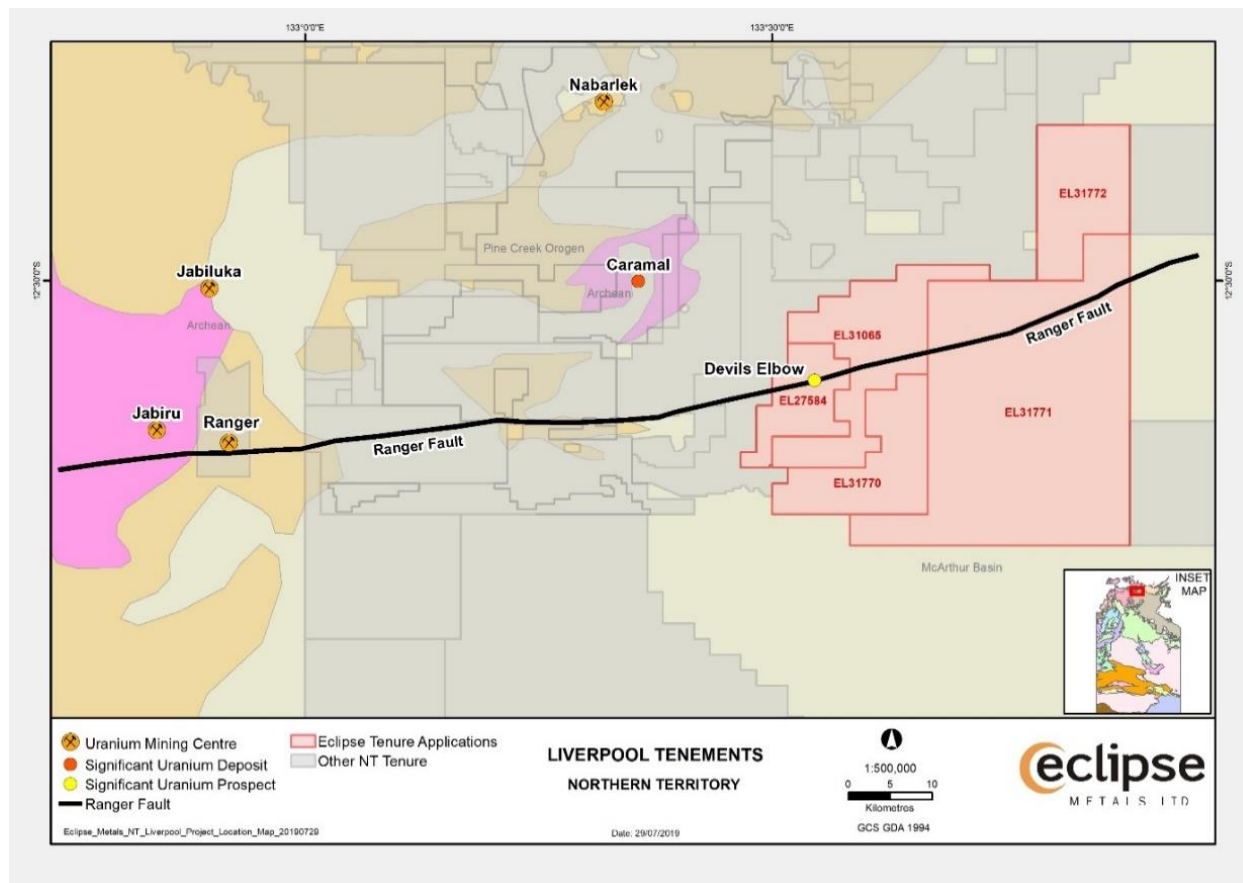 133°0'0"E
133°30'0"E
Nabarlek
EL31772
Pine Creek Orogen
Caramal
Archean
12°30'0"S
Jabiluka
Archean
Ranger Fault
EL31065
Devils Elbow
EL27584
EL31771
Jabiru
Ranger
Ranger Fault
EL31770
McArthur Basin
INSET
MAP
Uranium Mining Centre
Significant Uranium Deposit
Significant Uranium Prospect
Ranger Fault
Eclipse Tenure Applications
Other NT Tenure
LIVERPOOL TENEMENTS
NORTHERN TERRITORY
1:500,000
0 5 10
Kilometres
GCS GDA 1994
eclipse
METALS LTD
Eclipse_Metals_NT_Liverpool_Project_Location_Map_20190729
Date: 29/07/2019